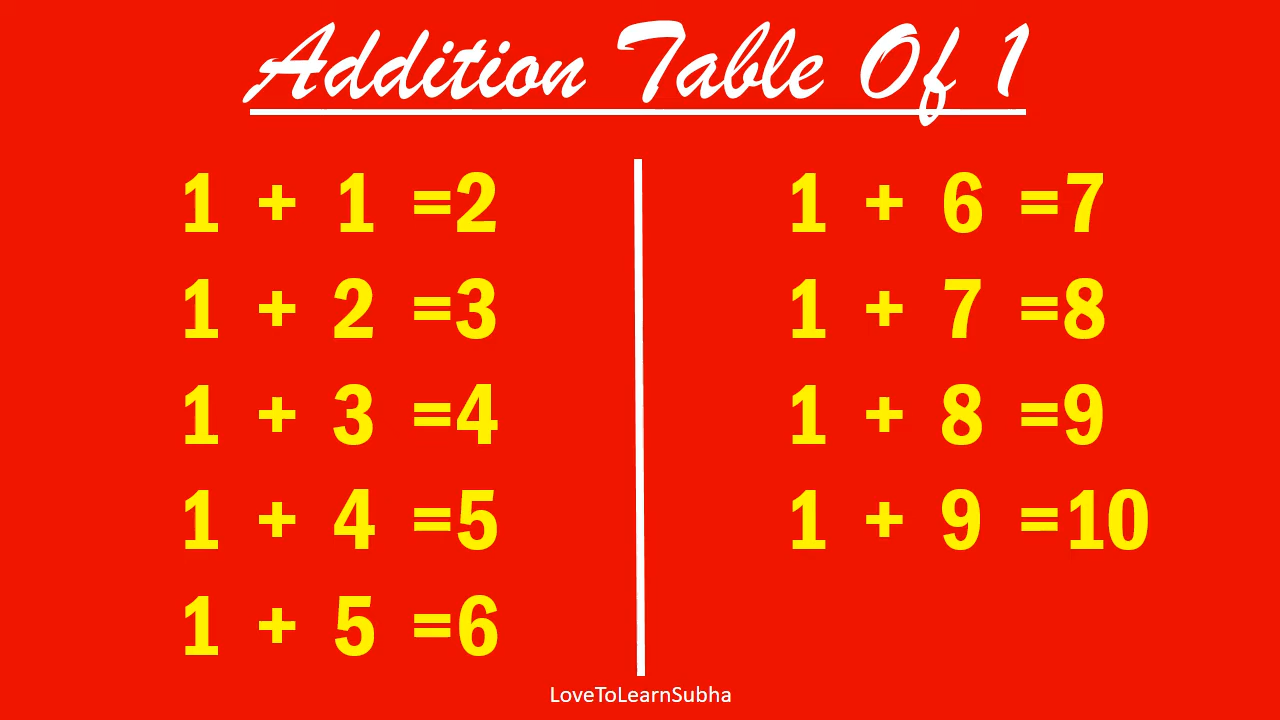 Addition Table Of 1
1 + 1 =2
1 + 2 =3
1 + 3 =4
1 + 4 =5
1 + 5 =6
1 + 6 =7
1 + 7 =8
1 + 8 =9
1 + 9 =10
LoveToLearnSubha